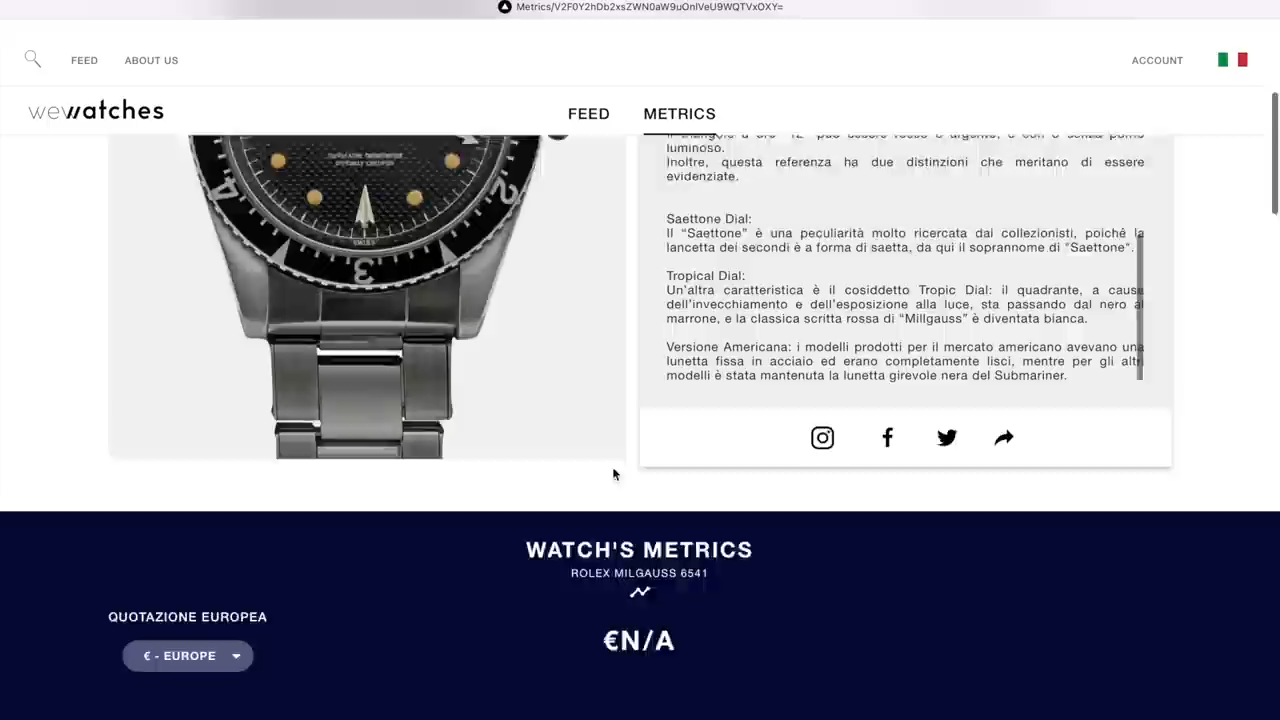 Metrics/V2F0Y2hDb2xsZWN0aW9uOnlVeU9WQTVxOXY=
FEED
ABOUT US
ACCOUNT
wewatches
FEED
METRICS
luminoso.
Inoltre, questa referenza ha due distinzioni che meritano di essere
evidenziate.
Saettone Dial:
Il “Saettone” è una peculiarità molto ricercata dai collezionisti, poiché la
lancetta dei secondi è a forma di saetta, da qui il soprannome di “Saettone”.
Tropical Dial:
Un’altra caratteristica è il cosiddetto Tropic Dial: il quadrante, a causa
dell’invecchiamento e dell’esposizione alla luce, sta passando dal nero al
marrone, e la classica scritta rossa di “Millgauss” è diventata bianca.
Versione Americana: i modelli prodotti per il mercato americano avevano una
lunetta fissa in acciaio ed erano completamente lisci, mentre per gli altri
modelli è stata mantenuta la lunetta girevole nera del Submariner.
4
2
SWISS
3
WATCH'S METRICS
ROLEX MILGAUSS 6541
QUOTAZIONE EUROPEA
€N/A
€ - EUROPE